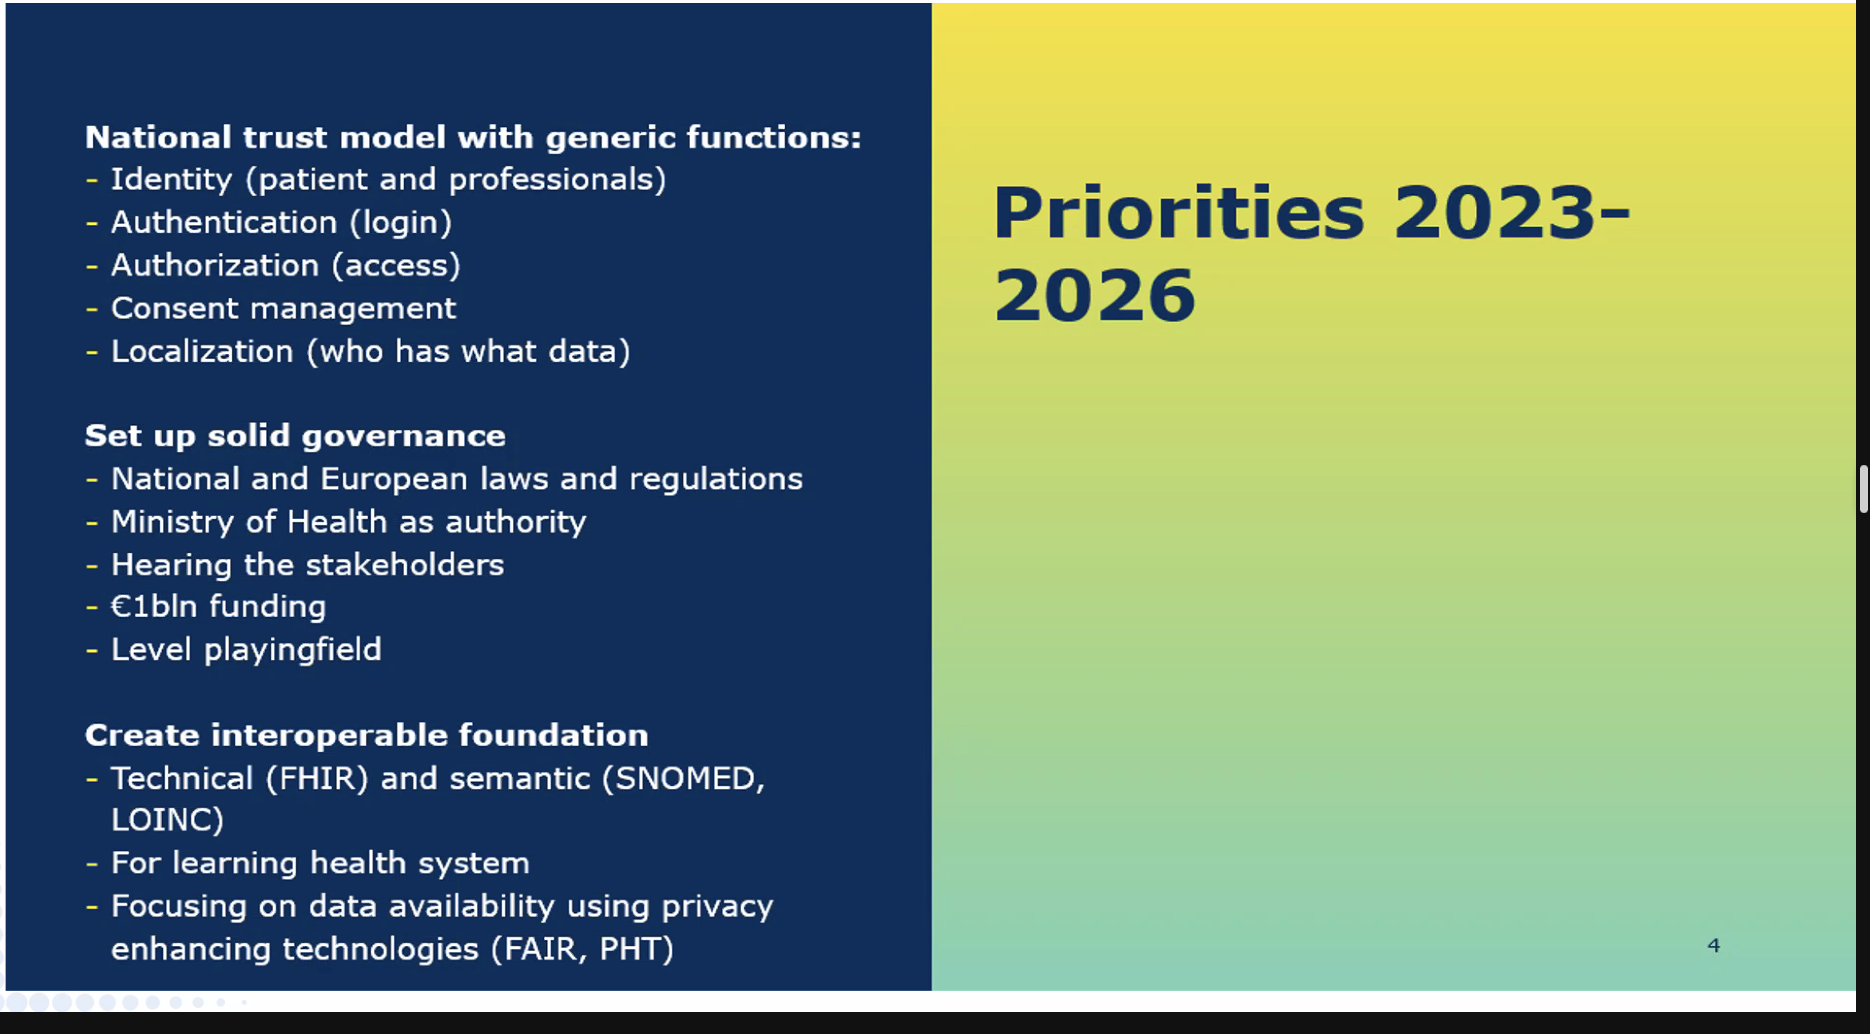 National trust model with generic functions:
- Identity (patient and professionals)
- Authentication (login)
- Authorization (access)
- Consent management
- Localization (who has what data)
Set up solid governance
- National and European laws and regulations
- Ministry of Health as authority
- Hearing the stakeholders
- €1bln funding
- Level playingfield
Create interoperable foundation
- Technical (FHIR) and semantic (SNOMED,
LOINC)
- For learning health system
- Focusing on data availability using privacy
enhancing technologies (FAIR, PHT)
Priorities 2023–
2026
4